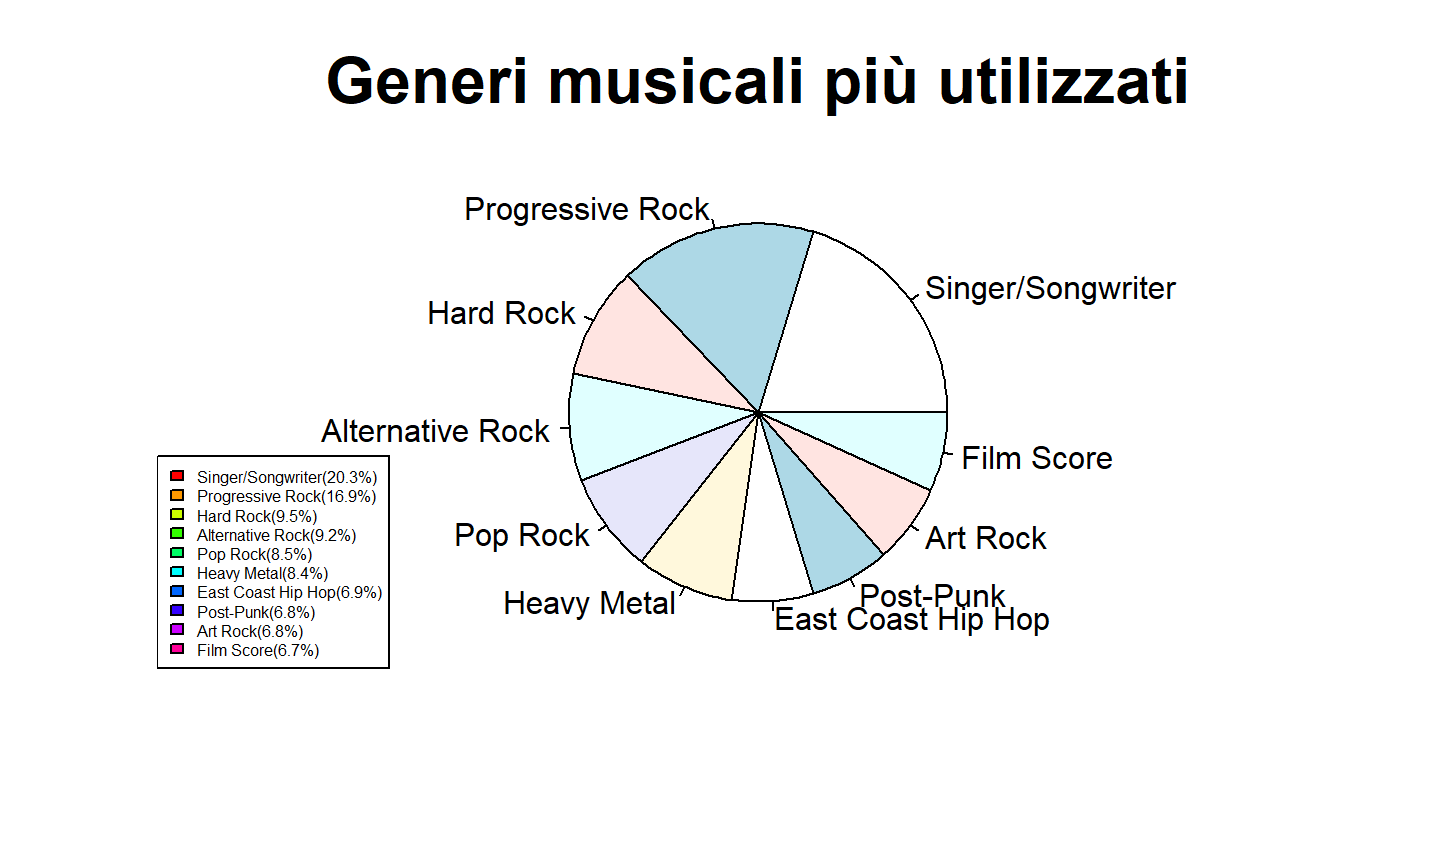 Generi musicali più utilizzati
Progressive Rock
Singer/Songwriter
Hard Rock
Alternative Rock
Film Score
Pop Rock
Art Rock
Heavy Metal
Post-Punk
East Coast Hip Hop
Singer/Songwriter(20.3%)
Progressive Rock(16.9%)
Hard Rock(9.5%)
Alternative Rock(9.2%)
Pop Rock(8.5%)
Heavy Metal(8.4%)
East Coast Hip Hop(6.9%)
Post-Punk(6.8%)
Art Rock(6.8%)
Film Score(6.7%)